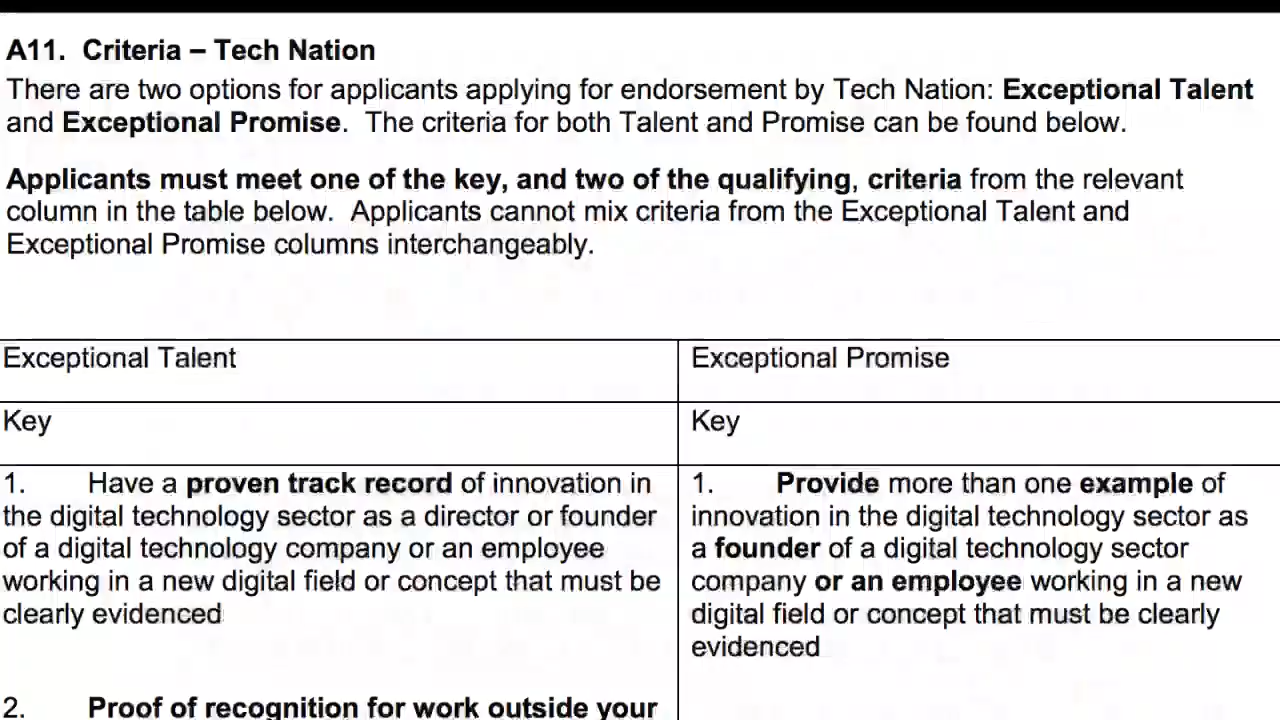 A11. Criteria – Tech Nation
There are two options for applicants applying for endorsement by Tech Nation: Exceptional Talent
and Exceptional Promise. The criteria for both Talent and Promise can be found below.
Applicants must meet one of the key, and two of the qualifying, criteria from the relevant
column in the table below. Applicants cannot mix criteria from the Exceptional Talent and
Exceptional Promise columns interchangeably.
Exceptional Talent
Exceptional Promise
Key
Key
1. Have a proven track record of innovation in
the digital technology sector as a director or founder
of a digital technology company or an employee
working in a new digital field or concept that must be
clearly evidenced
2. Proof of recognition for work outside your
1. Provide more than one example of
innovation in the digital technology sector as
a founder of a digital technology sector
company or an employee working in a new
digital field or concept that must be clearly
evidenced